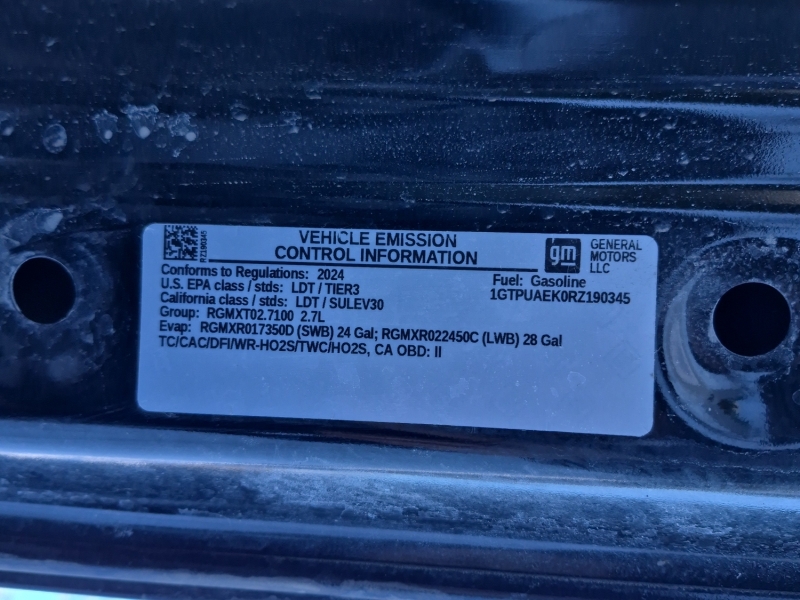 RZ190345
VEHICLE EMISSION
CONTROL INFORMATION
gm
GENERAL
MOTORS
LLC
Conforms to Regulations: 2024
U.S. EPA class / stds: LDT / TIER3
California class / stds: LDT / SULEV30
Group: RGMXT02.7100 2.7L
Fuel: Gasoline
1GTPUAEK0RZ190345
Evap: RGMXR017350D (SWB) 24 Gal; RGMXR022450C (LWB) 28 Gal
TC/CAC/DFI/WR-HO2S/TWC/HO2S, CA OBD: II